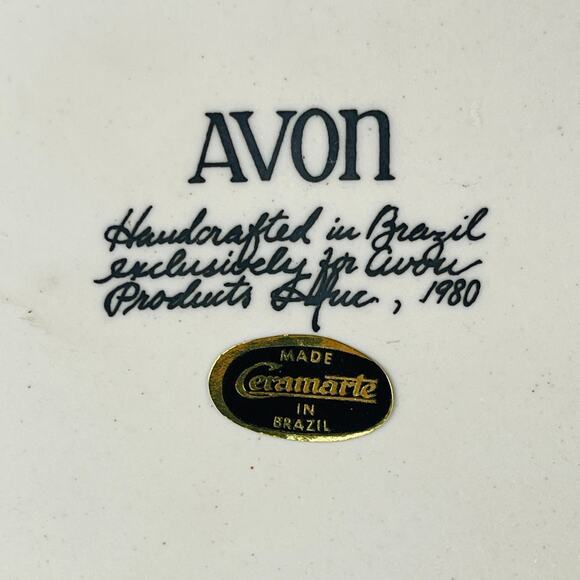 AVON
Handcrafted in Brazil
exclusively for Avon
Products Inc, 1980
MADE
Ceramarte
IN
BRAZIL